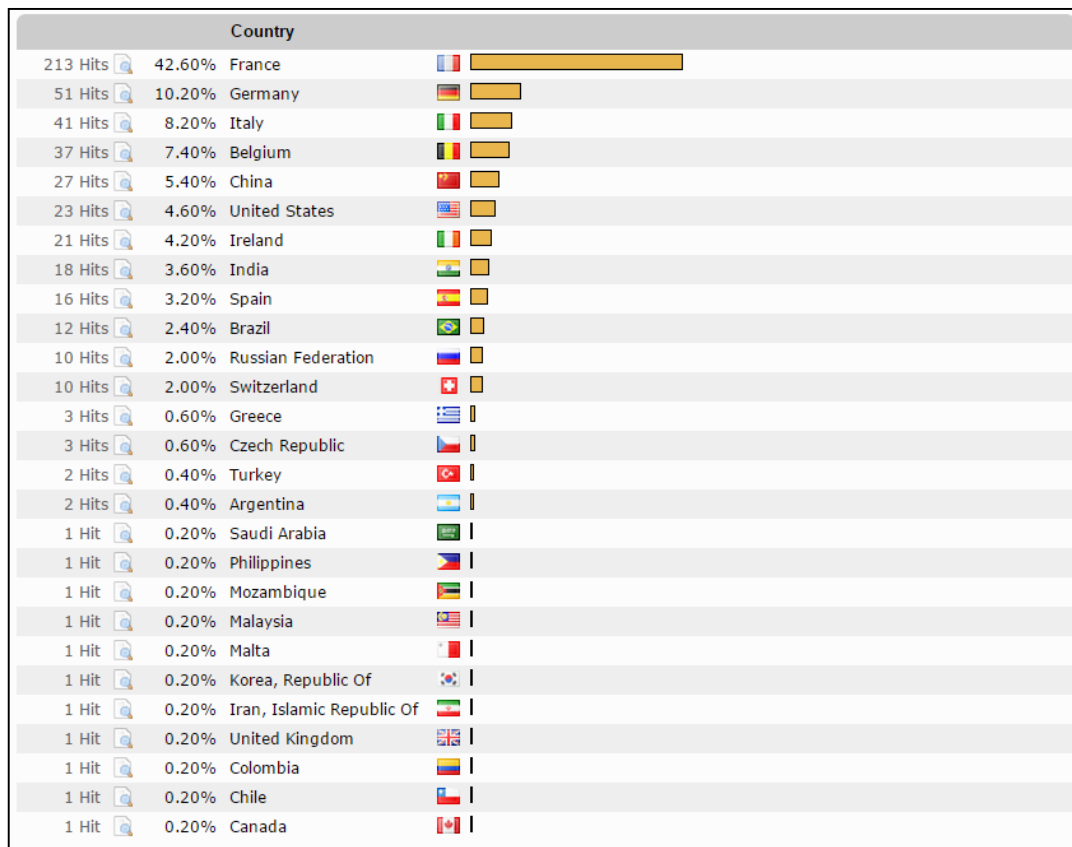 Country
213 Hits 42.60% France
51 Hits 10.20% Germany
41 Hits 8.20% Italy
37 Hits 7.40% Belgium
27 Hits 5.40% China
23 Hits 4.60% United States
21 Hits 4.20% Ireland
18 Hits 3.60% India
16 Hits 3.20% Spain
12 Hits 2.40% Brazil
10 Hits 2.00% Russian Federation
10 Hits 2.00% Switzerland
3 Hits 0.60% Greece
3 Hits 0.60% Czech Republic
2 Hits 0.40% Turkey
2 Hits 0.40% Argentina
1 Hit 0.20% Saudi Arabia
1 Hit 0.20% Philippines
1 Hit 0.20% Mozambique
1 Hit 0.20% Malaysia
1 Hit 0.20% Malta
1 Hit 0.20% Korea, Republic Of
1 Hit 0.20% Iran, Islamic Republic Of
1 Hit 0.20% United Kingdom
1 Hit 0.20% Colombia
1 Hit 0.20% Chile
1 Hit 0.20% Canada